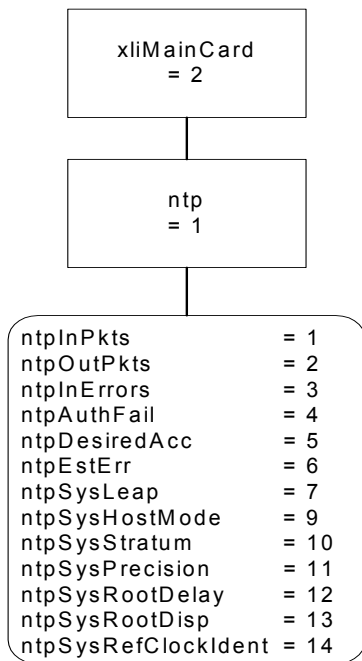 xliMainCard
= 2
ntp
= 1
ntpInPkts = 1
ntpOutPkts = 2
ntpInErrors = 3
ntpAuthFail = 4
ntpDesiredAcc = 5
ntpEstErr = 6
ntpSysLeap = 7
ntpSysHostMode = 9
ntpSysStratum = 10
ntpSysPrecision = 11
ntpSysRootDelay = 12
ntpSysRootDisp = 13
ntpSysRefClockIdent = 14